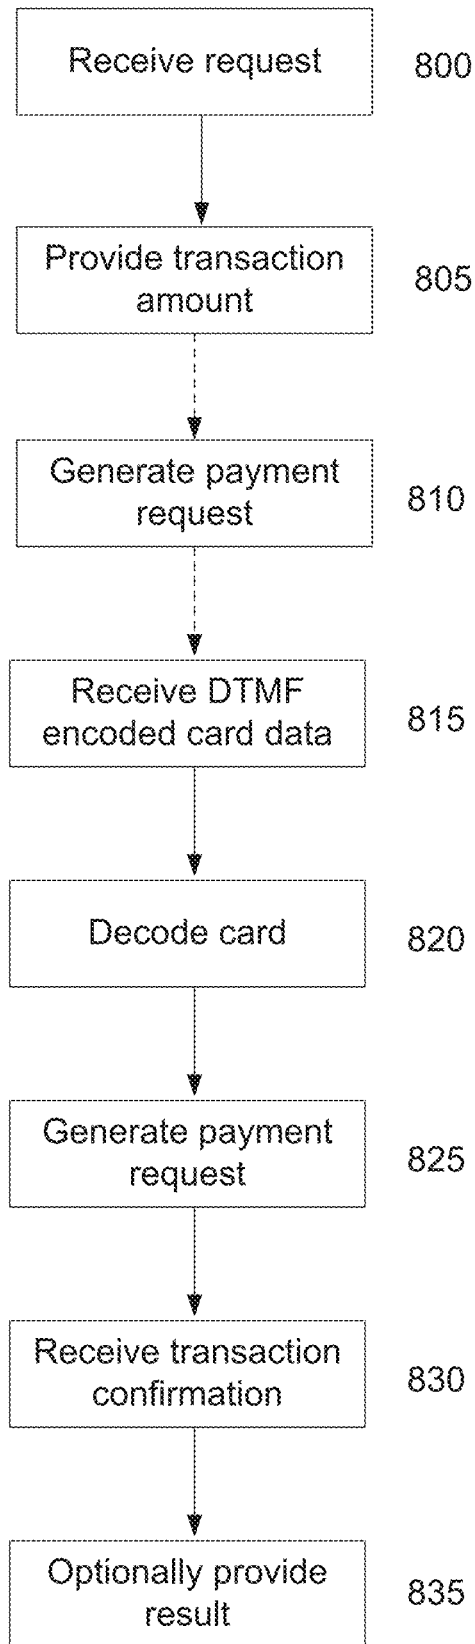 Receive request
800
Provide transaction
amount
805
Generate payment
request
810
Receive DTMF
encoded card data
815
Decode card
820
Generate payment
request
825
Receive transaction
confirmation
830
Optionally provide
result
835